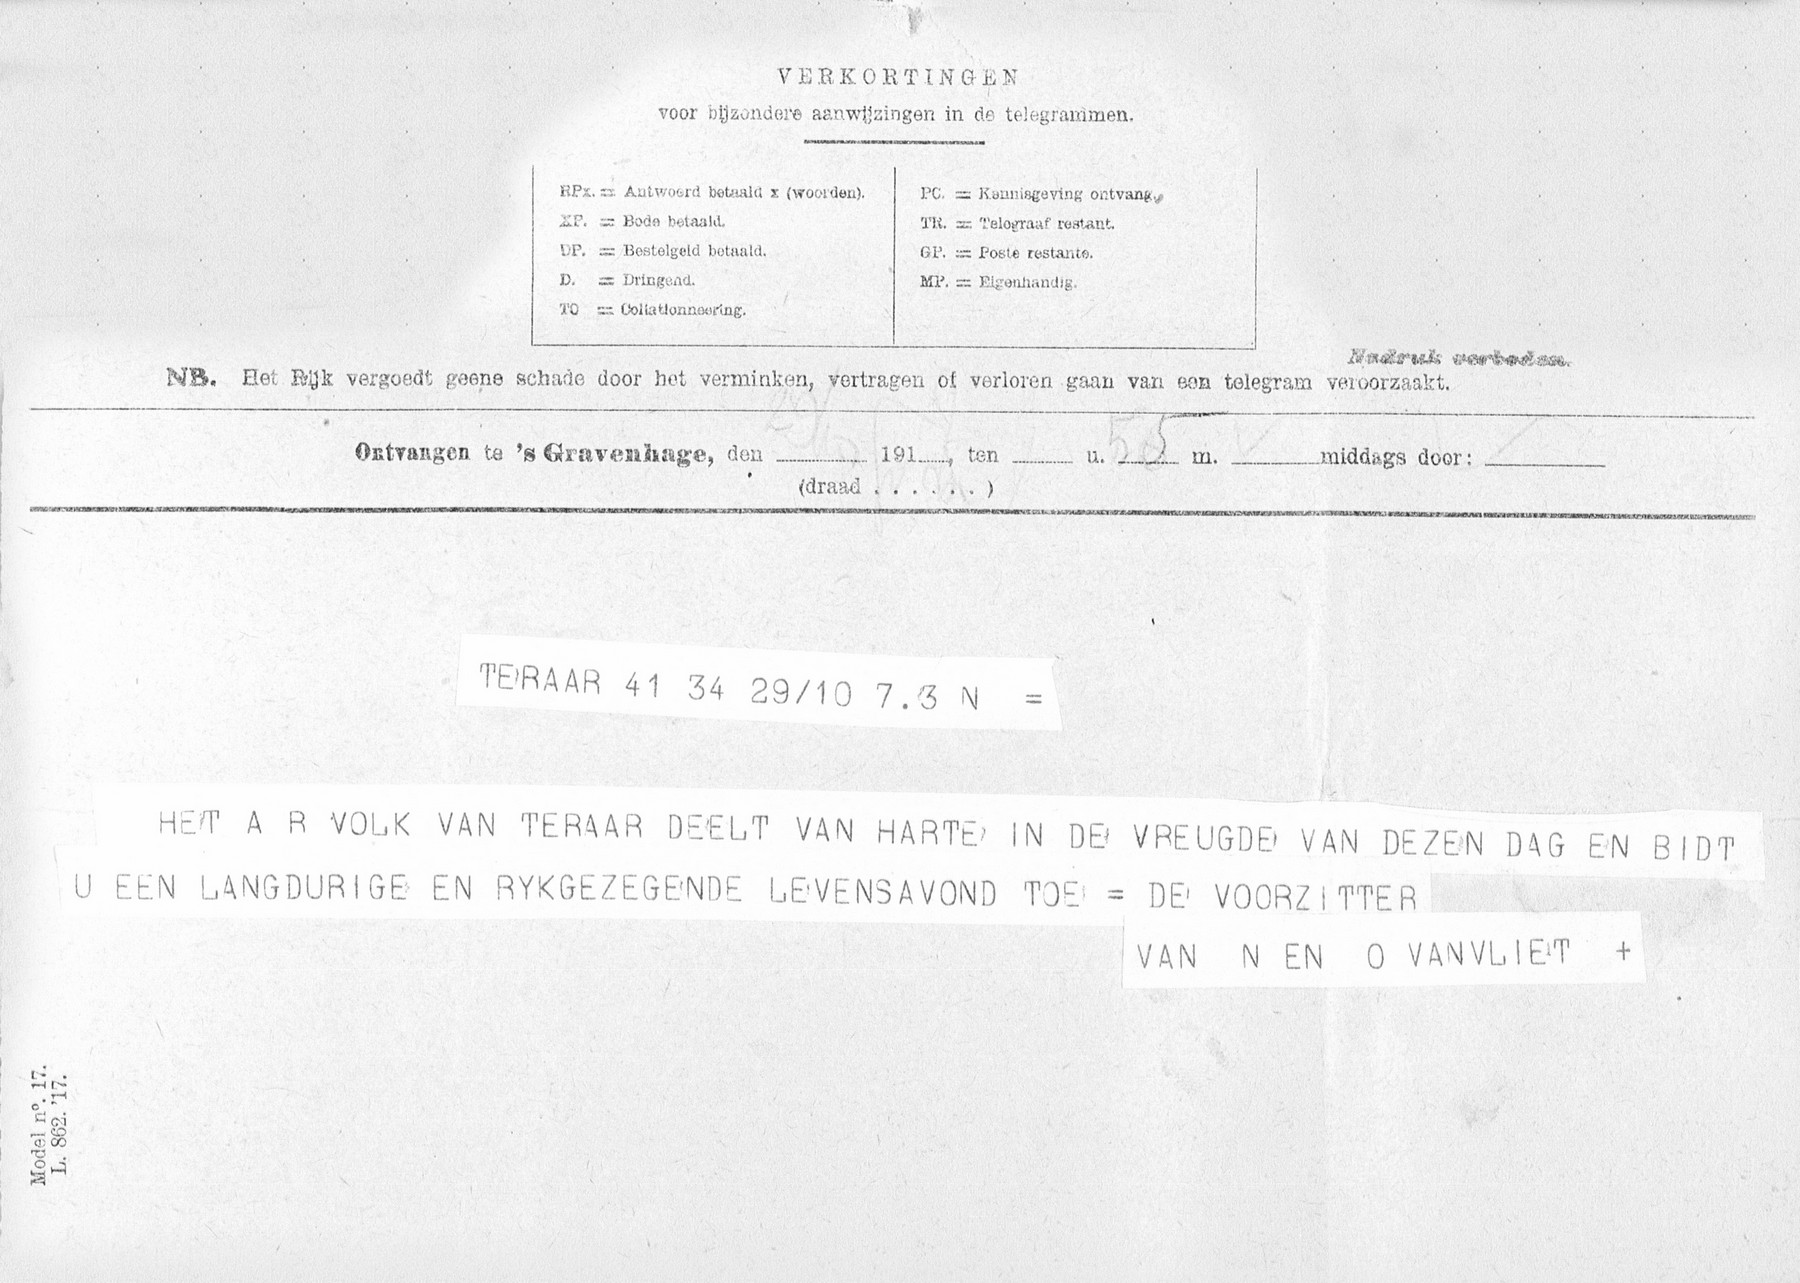 VERKORTINGEN
voor bijzondere aanwijzingen in de telegrammen.
RPx. = Antwoord betaald x (woorden).
XP. = Bode betaald.
DP. = Bestelgeld betaald.
D. = Dringend.
TC = Collationneering.
PC. = Kennisgeving ontvang.
TR. = Telegraaf restant.
GP. = Poste restante.
MP. = Eigenhandig.
Nadruk verboden.
NB. Het Rijk vergoedt geene schade door het verminken, vertragen of verloren gaan van een telegram veroorzaakt.
Ontvangen te 's Gravenhage, den 29/10 191 , ten u. 55 m. middags door:
(draad . . . . . . )
TERAAR 41 34 29/10 7.3 N =
HET A R VOLK VAN TERAAR DEELT VAN HARTE IN DE VREUGDE VAN DEZEN DAG EN BIDT
U EEN LANGDURIGE EN RYKGEZEGENDE LEVENSAVOND TOE = DE VOORZITTER
VAN N EN O VANVLIET +
Model nº. 17.
L. 862. '17.